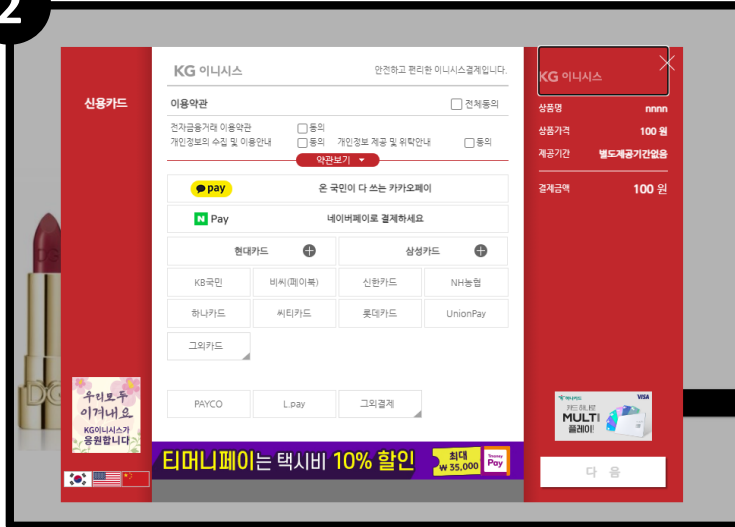 2
KG 이니시스
안전하고 편리한 이니시스결제입니다.
신용카드
이용약관
전체동의
전자금융거래 이용약관
동의
개인정보의 수집 및 이용안내
동의
개인정보 제공 및 위탁안내
동의
약관보기
pay
온 국민이 다 쓰는 카카오페이
N Pay
네이버페이로 결제하세요
현대카드
삼성카드
KB국민
비씨(페이북)
신한카드
NH농협
하나카드
씨티카드
롯데카드
UnionPay
그외카드
PAYCO
L.pay
그외결제
티머니페이는 택시비 10% 할인
최대
₩ 35,000
Pay
우리모두
이겨내요
KG이니시스가
응원합니다
KG 이니시스
상품명
nnnn
상품가격
100 원
제공기간
별도제공기간없음
결제금액
100 원
VISA
MULTI
플레이!
다 음
DG